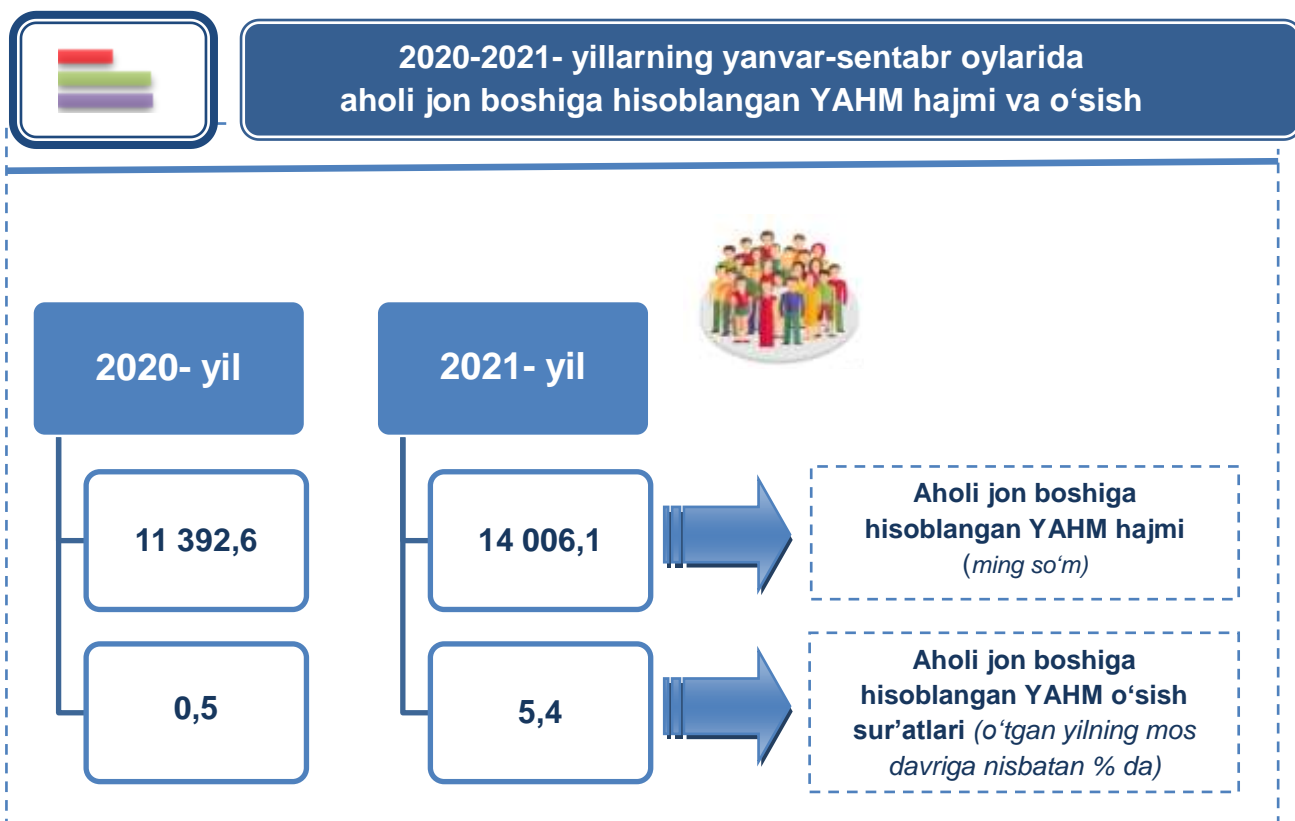 2020-2021- yillarning yanvar-sentabr oylarida
aholi jon boshiga hisoblangan YAHM hajmi va o‘sish
2020- yil
2021- yil
11 392,6
14 006,1
Aholi jon boshiga
hisoblangan YAHM hajmi
(ming so‘m)
0,5
5,4
Aholi jon boshiga
hisoblangan YAHM o‘sish
sur’atlari (o‘tgan yilning mos
davriga nisbatan % da)